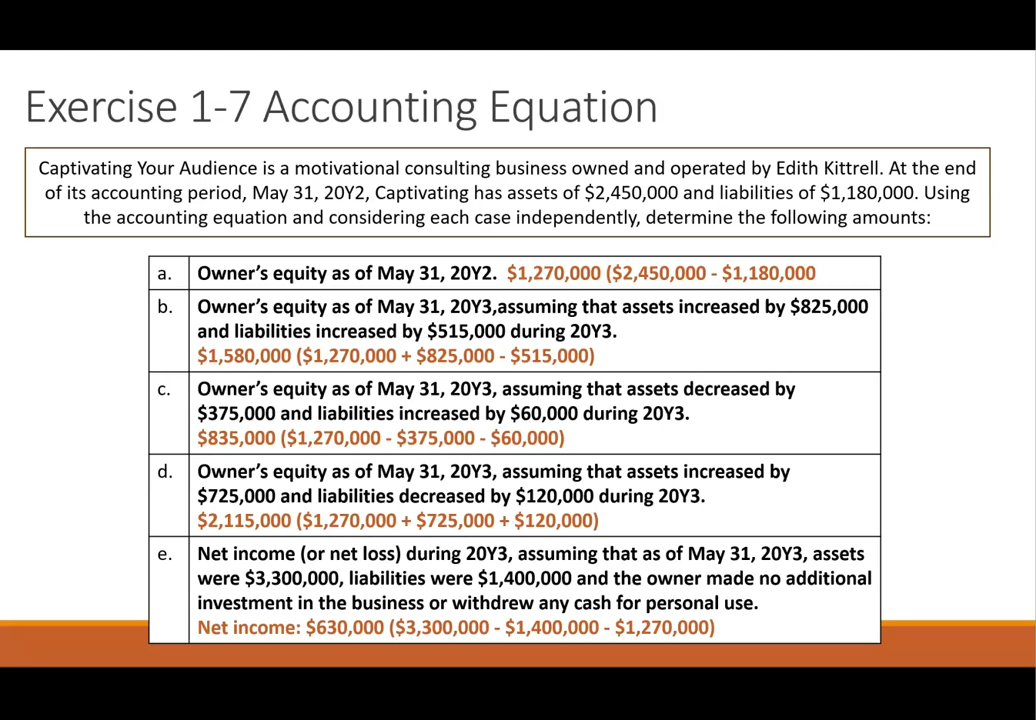 Exercise 1-7 Accounting Equation
Captivating Your Audience is a motivational consulting business owned and operated by Edith Kittrell. At the end
of its accounting period, May 31, 20Y2, Captivating has assets of $2,450,000 and liabilities of $1,180,000. Using
the accounting equation and considering each case independently, determine the following amounts:
a. Owner's equity as of May 31, 20Y2. $1,270,000 ($2,450,000 - $1,180,000
b. Owner's equity as of May 31, 20Y3,assuming that assets increased by $825,000
and liabilities increased by $515,000 during 20Y3.
$1,580,000 ($1,270,000 + $825,000 - $515,000)
c. Owner's equity as of May 31, 20Y3, assuming that assets decreased by
$375,000 and liabilities increased by $60,000 during 20Y3.
$835,000 ($1,270,000 - $375,000 - $60,000)
d. Owner's equity as of May 31, 20Y3, assuming that assets increased by
$725,000 and liabilities decreased by $120,000 during 20Y3.
$2,115,000 ($1,270,000 + $725,000 + $120,000)
e. Net income (or net loss) during 20Y3, assuming that as of May 31, 20Y3, assets
were $3,300,000, liabilities were $1,400,000 and the owner made no additional
investment in the business or withdrew any cash for personal use.
Net income: $630,000 ($3,300,000 - $1,400,000 - $1,270,000)